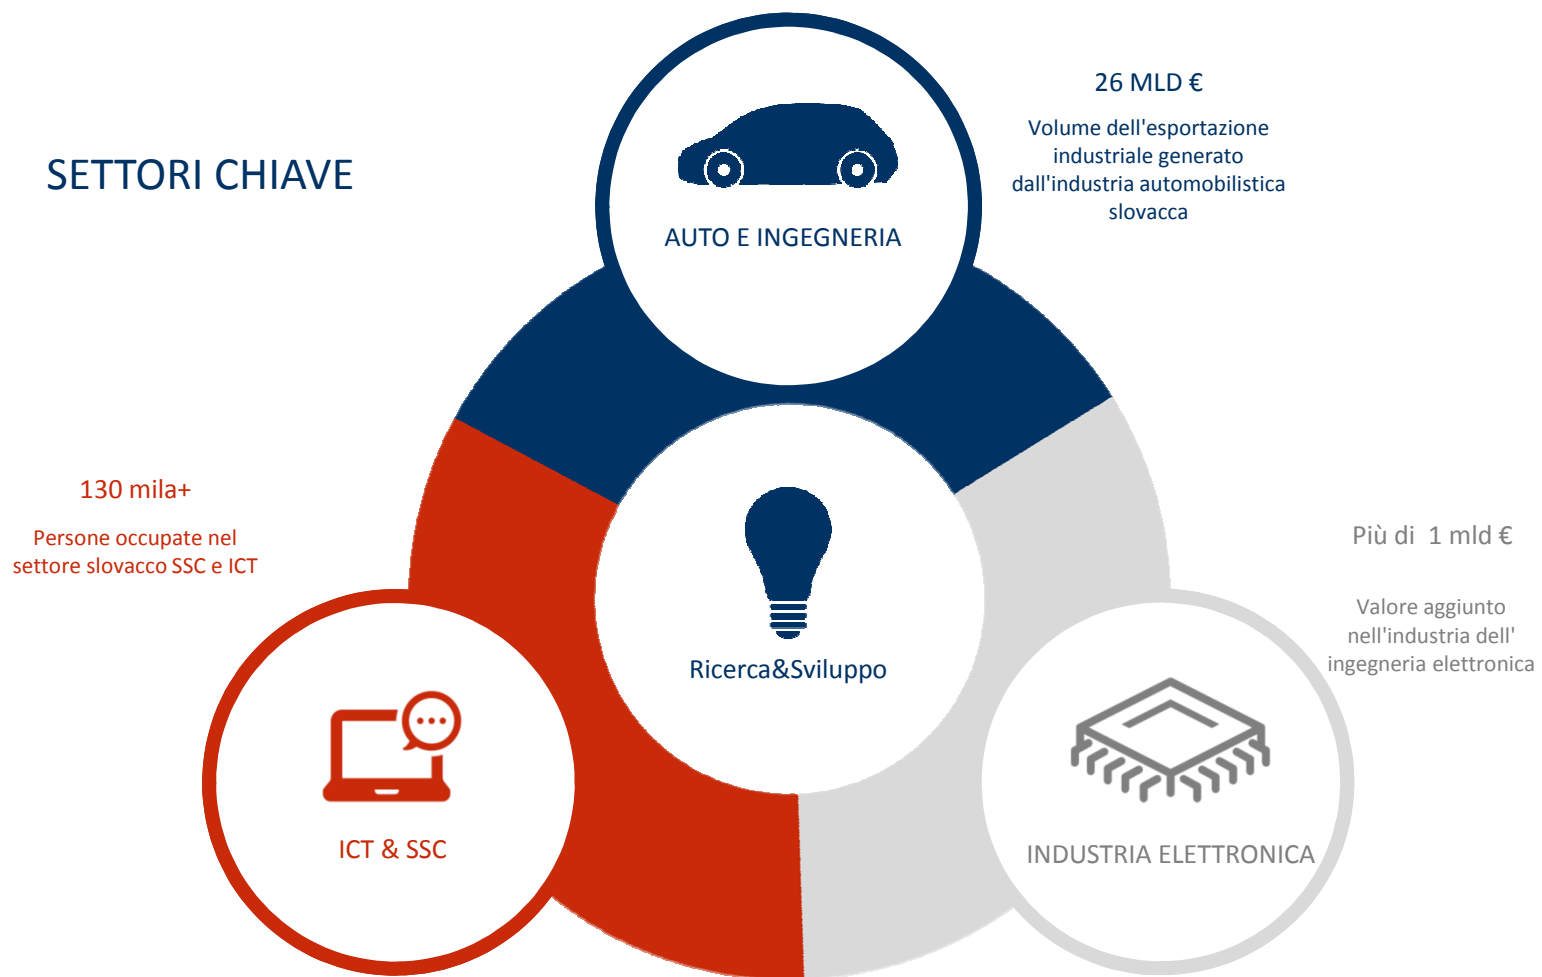 SETTORI CHIAVE
26 MLD €
Volume dell'esportazione
industriale generato
dall'industria automobilistica
slovacca
AUTO E INGEGNERIA
130 mila+
Persone occupate nel
settore slovacco SSC e ICT
Ricerca&Sviluppo
Più di 1 mld €
Valore aggiunto
nell'industria dell'
ingegneria elettronica
ICT & SSC
INDUSTRIA ELETTRONICA